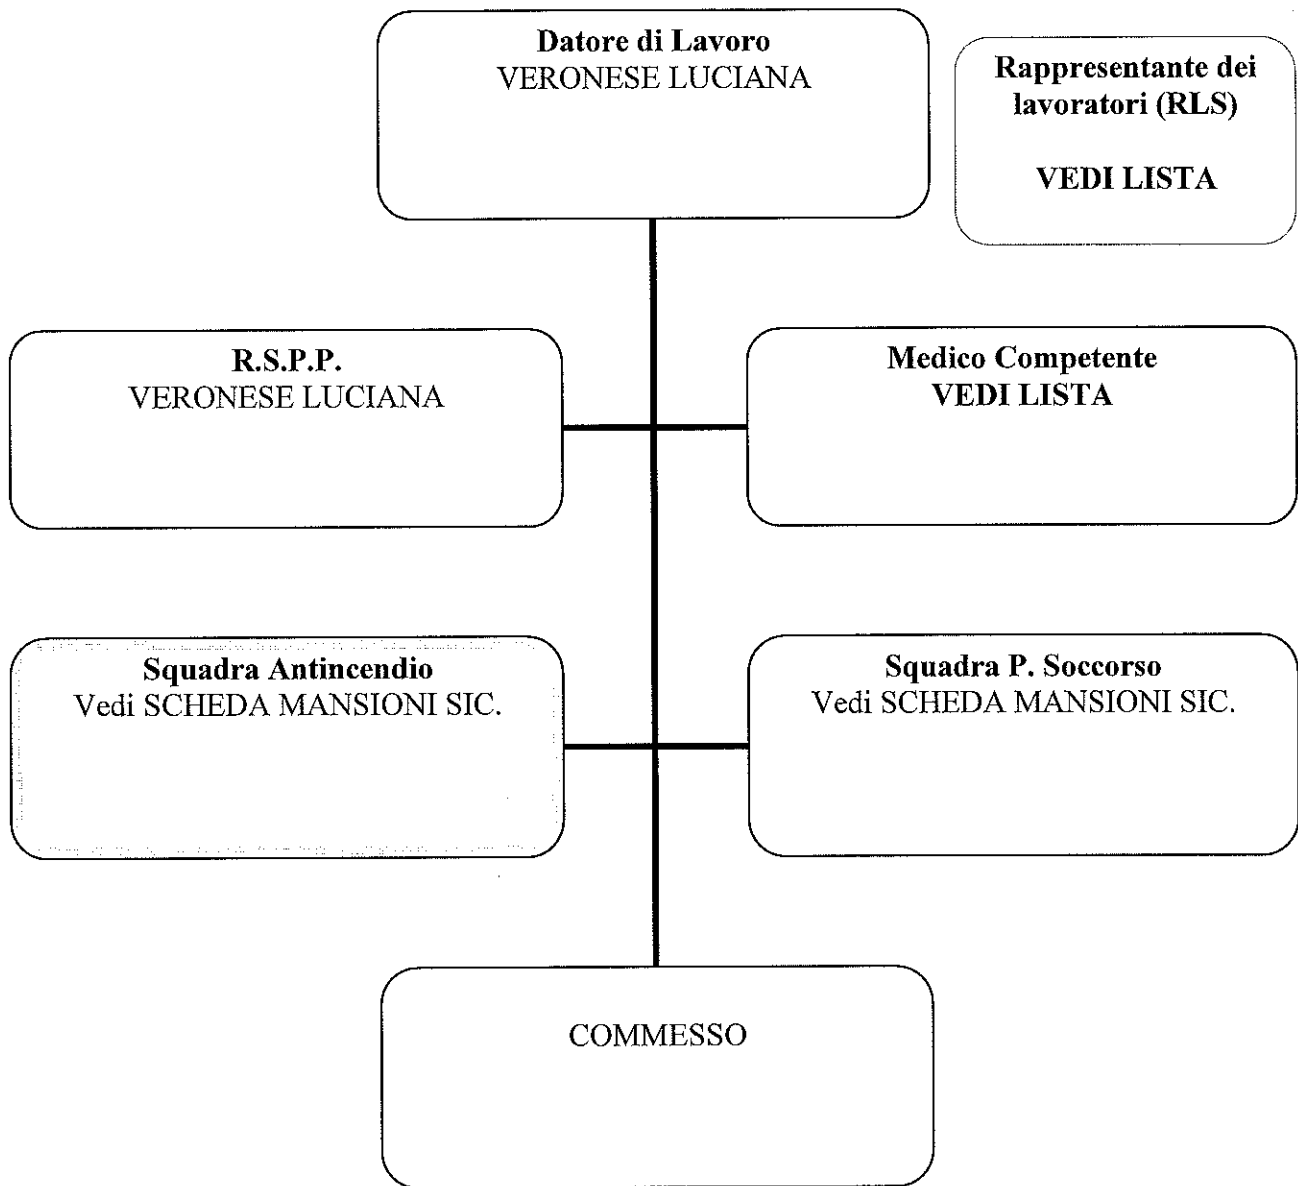 Datore di Lavoro
VERONESE LUCIANA
Rappresentante dei
lavoratori (RLS)
VEDI LISTA
R.S.P.P.
VERONESE LUCIANA
Medico Competente
VEDI LISTA
Squadra Antincendio
Vedi SCHEDA MANSIONI SIC.
Squadra P. Soccorso
Vedi SCHEDA MANSIONI SIC.
COMMESSO